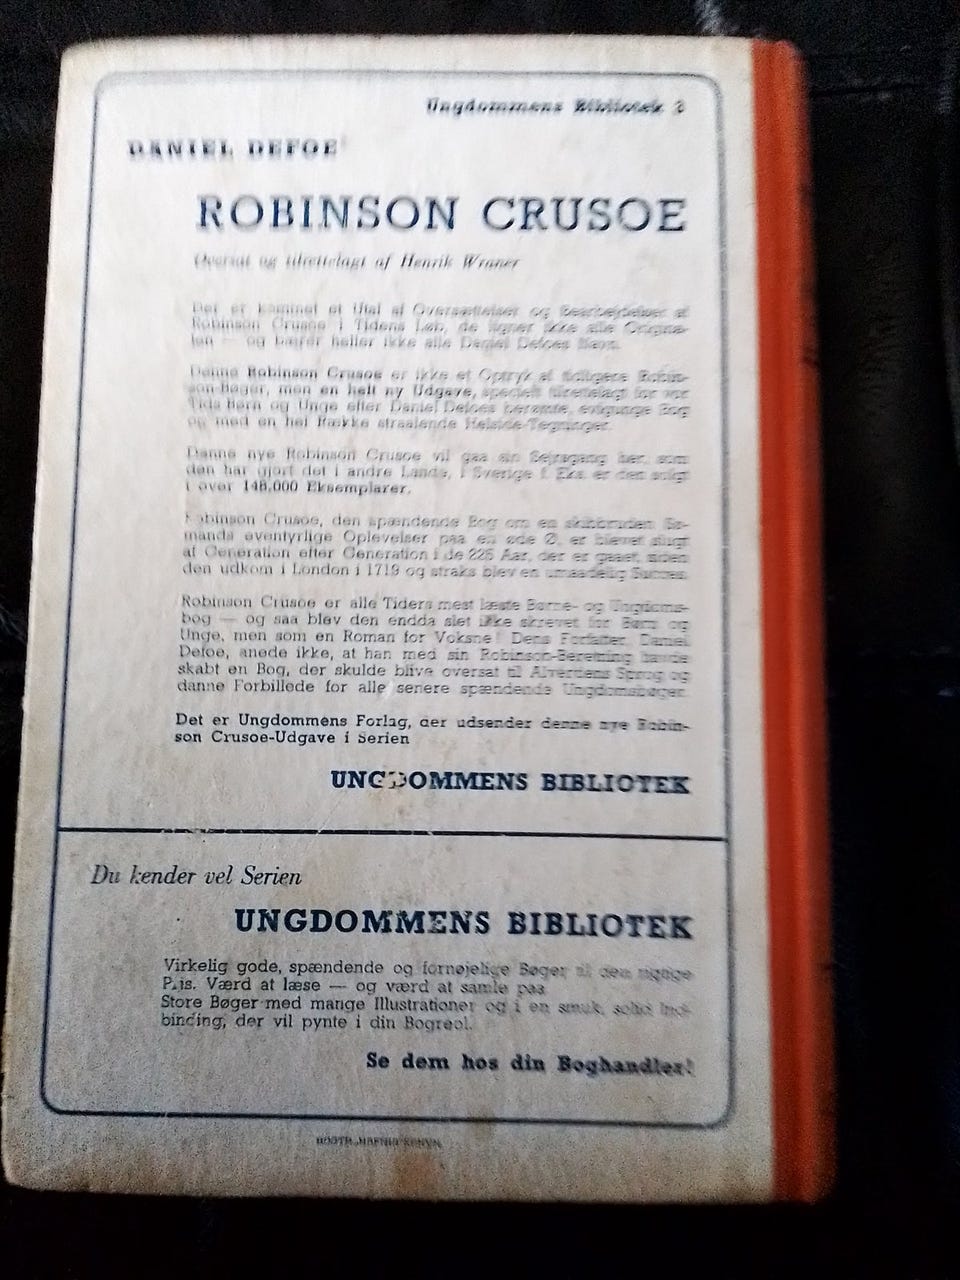 Ungdommens Bibliotek
DANIEL DEFOE
ROBINSON CRUSOE
Oversat og tilrettelagt af Henrik Wraner
Det er kommet et Utal af Oversættelser og Bearbejdelser af
Robinson Crusoe i Tidens Løb, de ligner ikke alle Origina-
len — og bærer heller ikke alle Daniel Defoes Navn.
Denne Robinson Crusoe er ikke et Optryk af tidligere Robin-
son-Bøger, men en helt ny Udgave, specielt tilrettelagt for vor
Tids Børn og Unge efter Daniel Defoes berømte, evigunge Bog
og med en hel Række straalende Helside-Tegninger.
Denne nye Robinson Crusoe vil gaa sin Sejrsgang her, som
den har gjort det i andre Lande, i Sverige f. Eks. er den solgt
i over 148.000 Eksemplarer.
Robinson Crusoe, den spændende Bog om en skibbruden Sø-
mands eventyrlige Oplevelser paa en øde Ø, er blevet slugt
af Generation efter Generation i de 225 Aar, der er gaaet, siden
den udkom i London i 1719 og straks blev en umaadelig Succes.
Robinson Crusoe er alle Tiders mest læste Børne- og Ungdoms-
bog — og saa blev den endda slet ikke skrevet for Børn og
Unge, men som en Roman for Voksne! Dens Forfatter, Daniel
Defoe, anede ikke, at han med sin Robinson-Beretning havde
skabt en Bog, der skulde blive oversat til Alverdens Sprog og
danne Forbillede for alle senere spændende Ungdomsbøger.
Det er Ungdommens Forlag, der udsender denne nye Robin-
son Crusoe-Udgave i Serien
UNGDOMMENS BIBLIOTEK
Du kender vel Serien
UNGDOMMENS BIBLIOTEK
Virkelig gode, spændende og fornøjelige Bøger til den rigtige
Pris. Værd at læse — og værd at samle paa.
Store Bøger med mange Illustrationer og i en smuk, solid Ind-
binding, der vil pynte i din Bogreol.
Se dem hos din Boghandler!